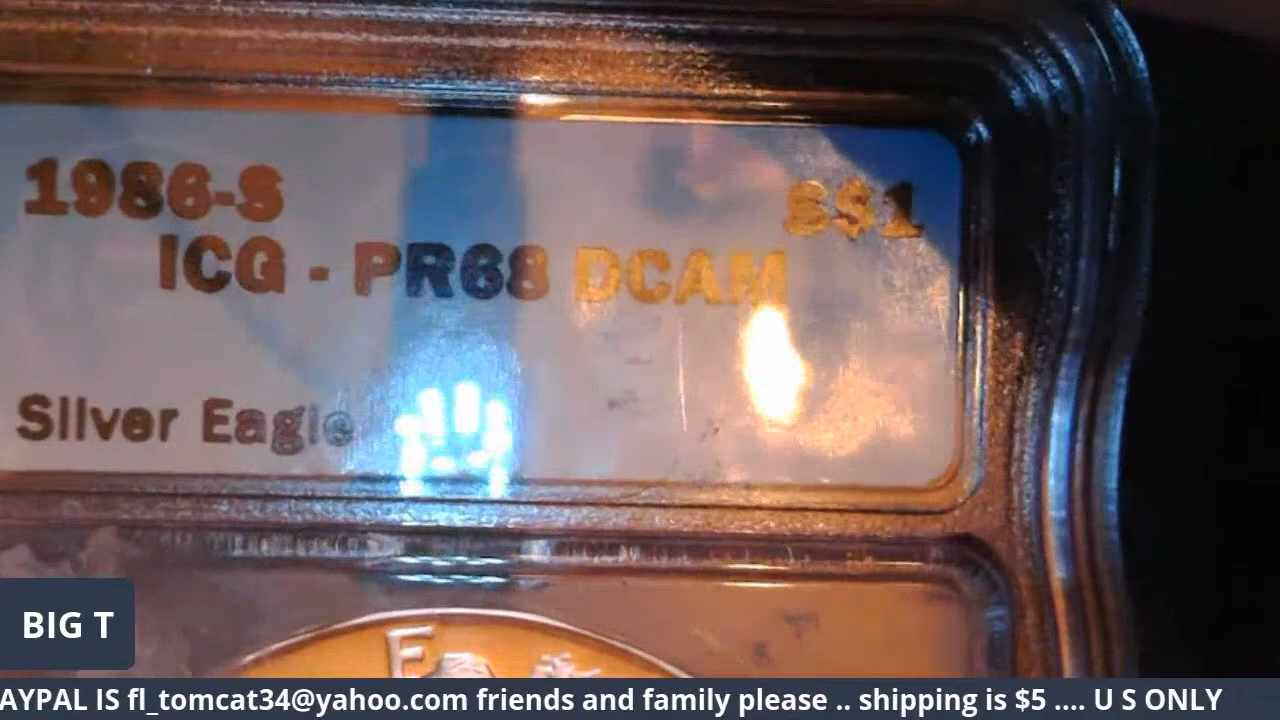 1986-S S$1
ICG - PR68 DCAM
Silver Eagle
E
BIG T
AYPAL IS fl_tomcat34@yahoo.com friends and family please .. shipping is $5 .... U S ONLY